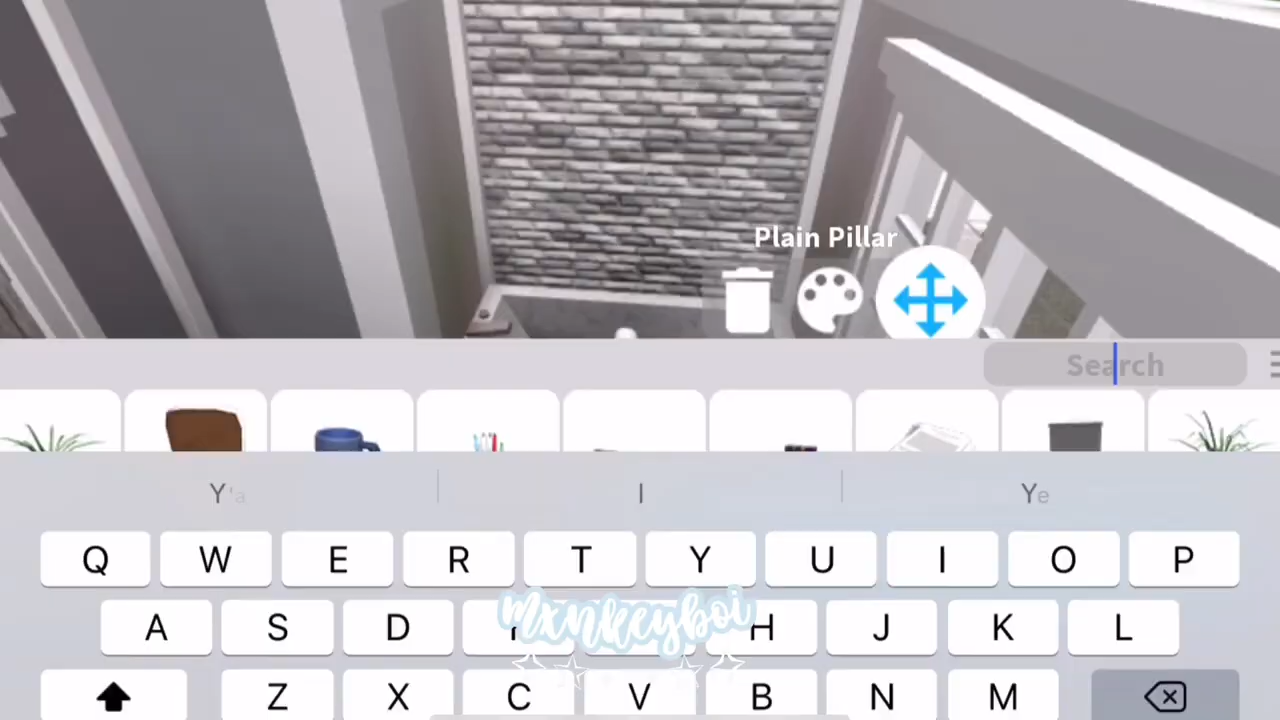 Plain Pillar
Search
Y'a I Ye
Q W E R T Y U I O P
A S D H J K L
mxnkeyboi
Z X C V B N M